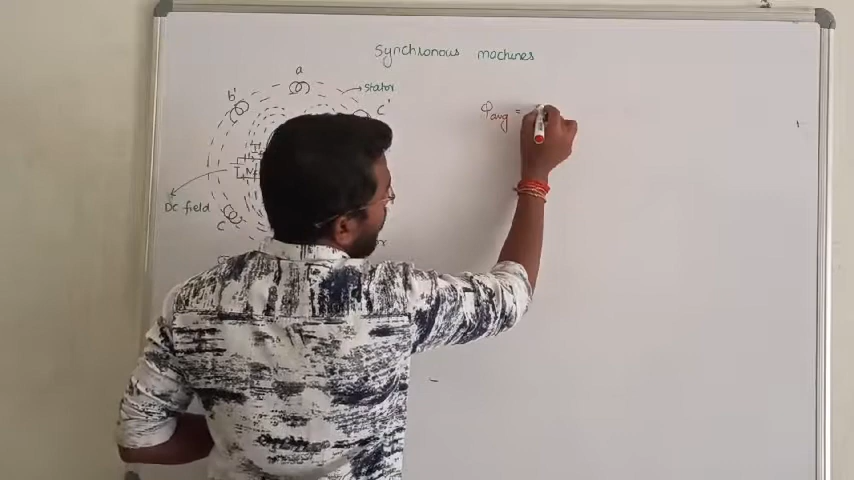 Synchronous machines
a
b'
stator
c'
φavg =
N
DC field
c